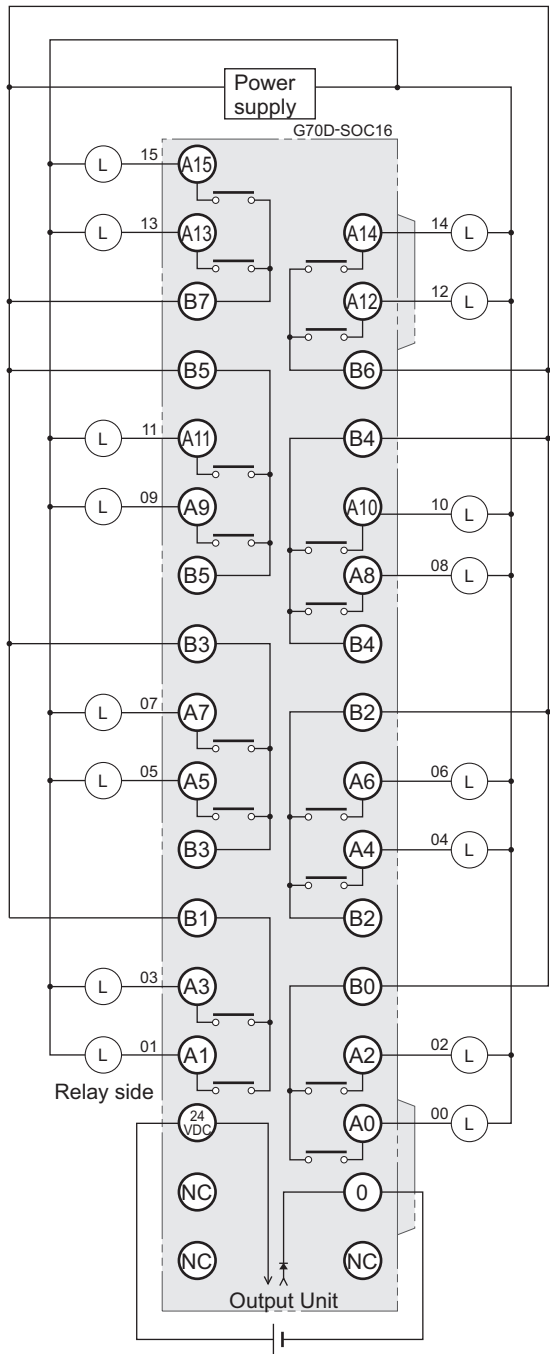 Power
supply
G70D-SOC16
L 15 A15
L 13 A13 A14 14 L
B7 A12 12 L
B5 B6
L 11 A11 B4
L 09 A9 A10 10 L
B5 A8 08 L
B3 B4
L 07 A7 B2
L 05 A5 A6 06 L
B3 A4 04 L
B1 B2
L 03 A3 B0
L 01 A1 A2 02 L
Relay side
24
VDC
A0 00 L
NC 0
NC NC
Output Unit